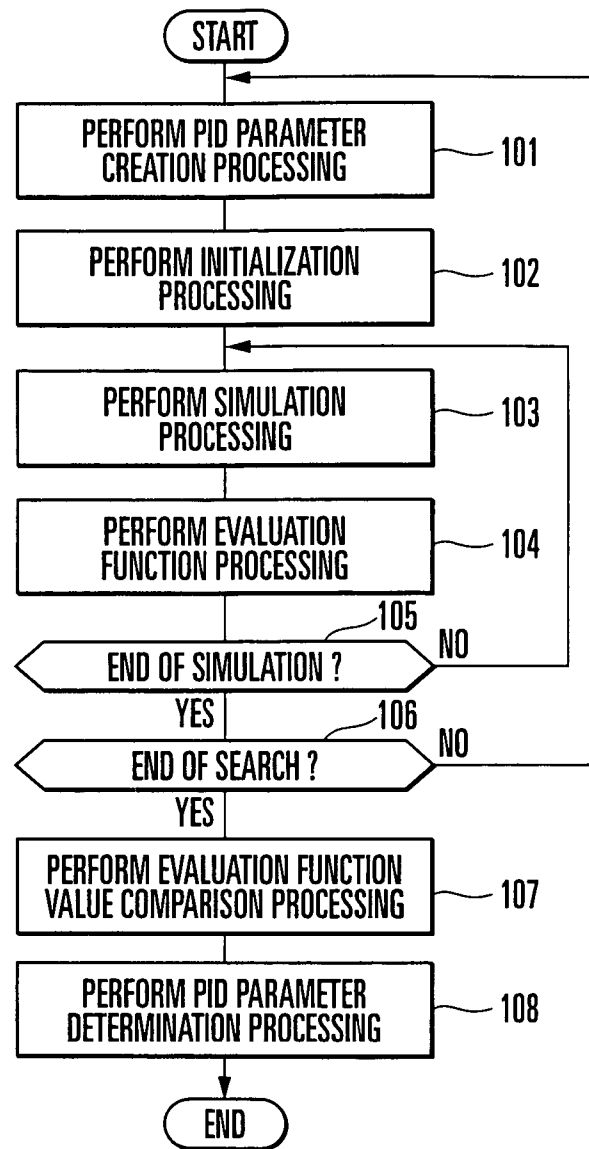 START
PERFORM PID PARAMETER
CREATION PROCESSING
101
PERFORM INITIALIZATION
PROCESSING
102
PERFORM SIMULATION
PROCESSING
103
PERFORM EVALUATION
FUNCTION PROCESSING
104
105
END OF SIMULATION ?
NO
YES
106
END OF SEARCH ?
NO
YES
PERFORM EVALUATION FUNCTION
VALUE COMPARISON PROCESSING
107
PERFORM PID PARAMETER
DETERMINATION PROCESSING
108
END